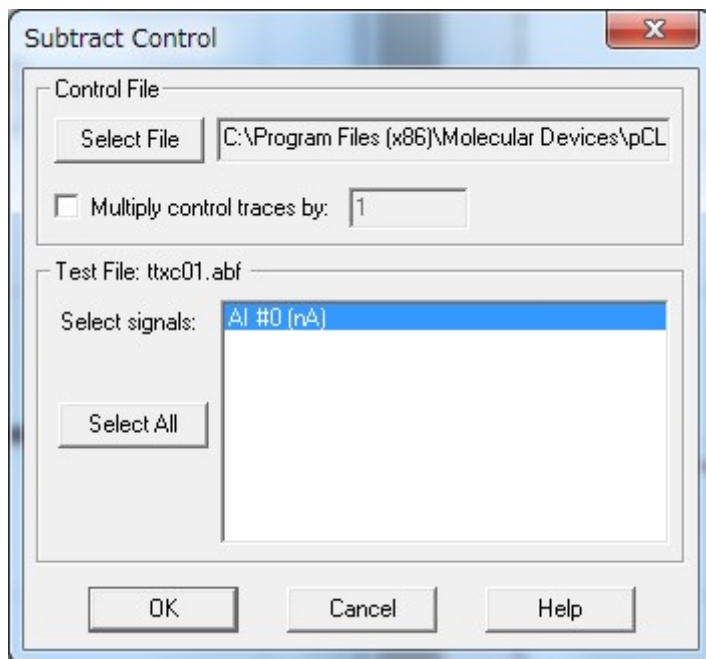 Subtract Control
Control File
Select File C:\Program Files (x86)\Molecular Devices\pCL
Multiply control traces by: 1
Test File: ttxc01.abf
Select signals: AI #0 (nA)
Select All
OK Cancel Help